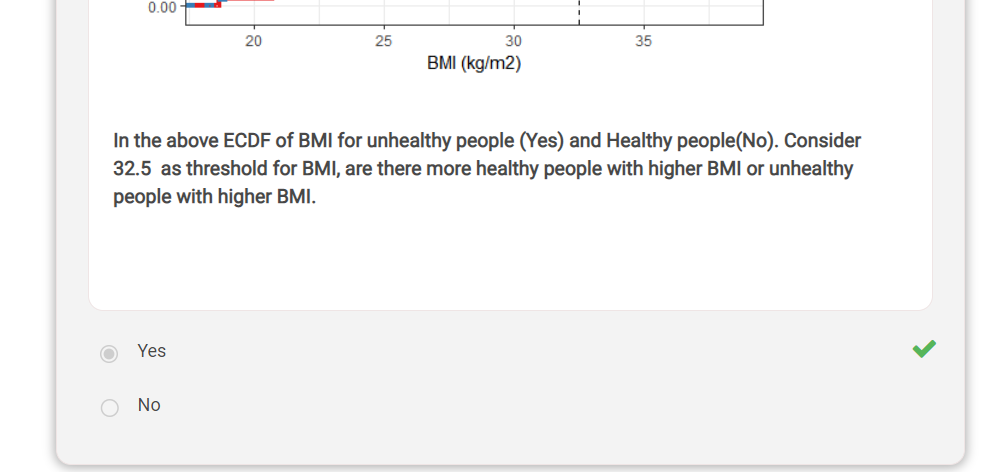 0.00
20 25 30 35
BMI (kg/m2)
In the above ECDF of BMI for unhealthy people (Yes) and Healthy people(No). Consider
32.5 as threshold for BMI, are there more healthy people with higher BMI or unhealthy
people with higher BMI.
Yes
No